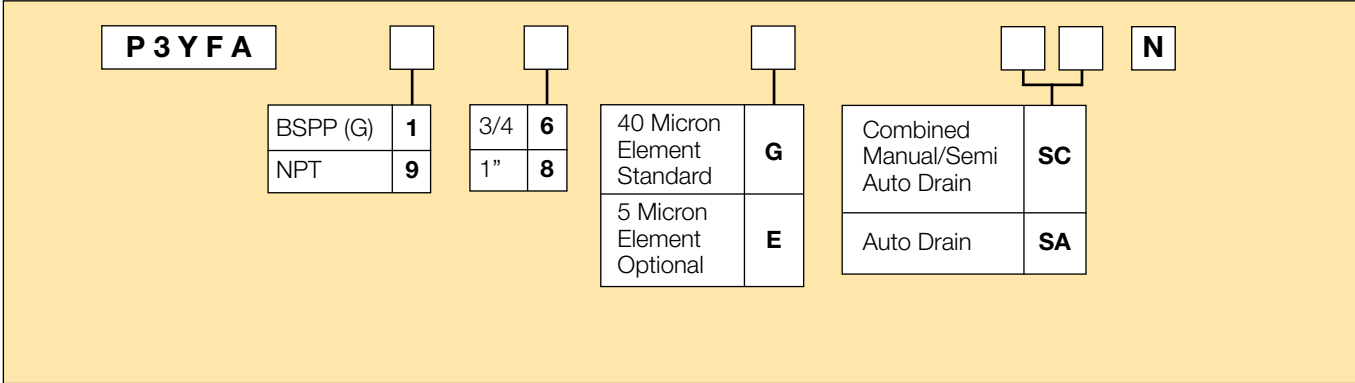 P3YFA N
BSPP (G) 1
NPT 9
3/4 6
1” 8
40 Micron
Element G
Standard
5 Micron
Element E
Optional
Combined
Manual/Semi SC
Auto Drain
Auto Drain SA